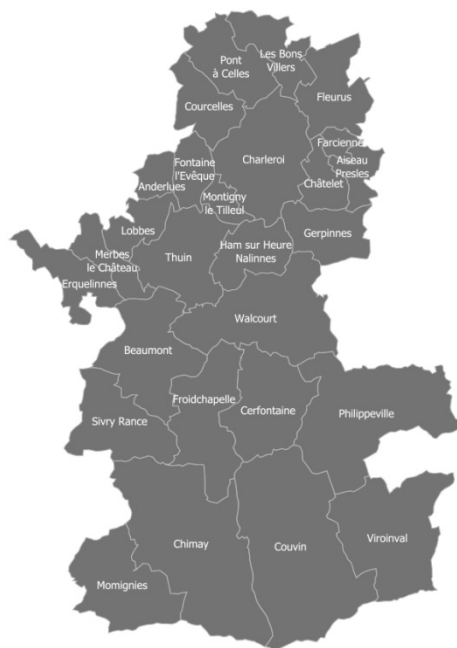 Pont
à Celles
Les Bons
Villers
Fleurus
Courcelles
Charleroi
Farciennes
Aiseau
Presles
Châtelet
Fontaine
l'Evêque
Anderlues
Montigny
le Tilleul
Lobbes
Gerpinnes
Merbes
le Château
Thuin
Ham sur Heure
Nalinnes
Erquelinnes
Walcourt
Beaumont
Froidchapelle
Cerfontaine
Philippeville
Sivry Rance
Chimay
Couvin
Viroinval
Momignies